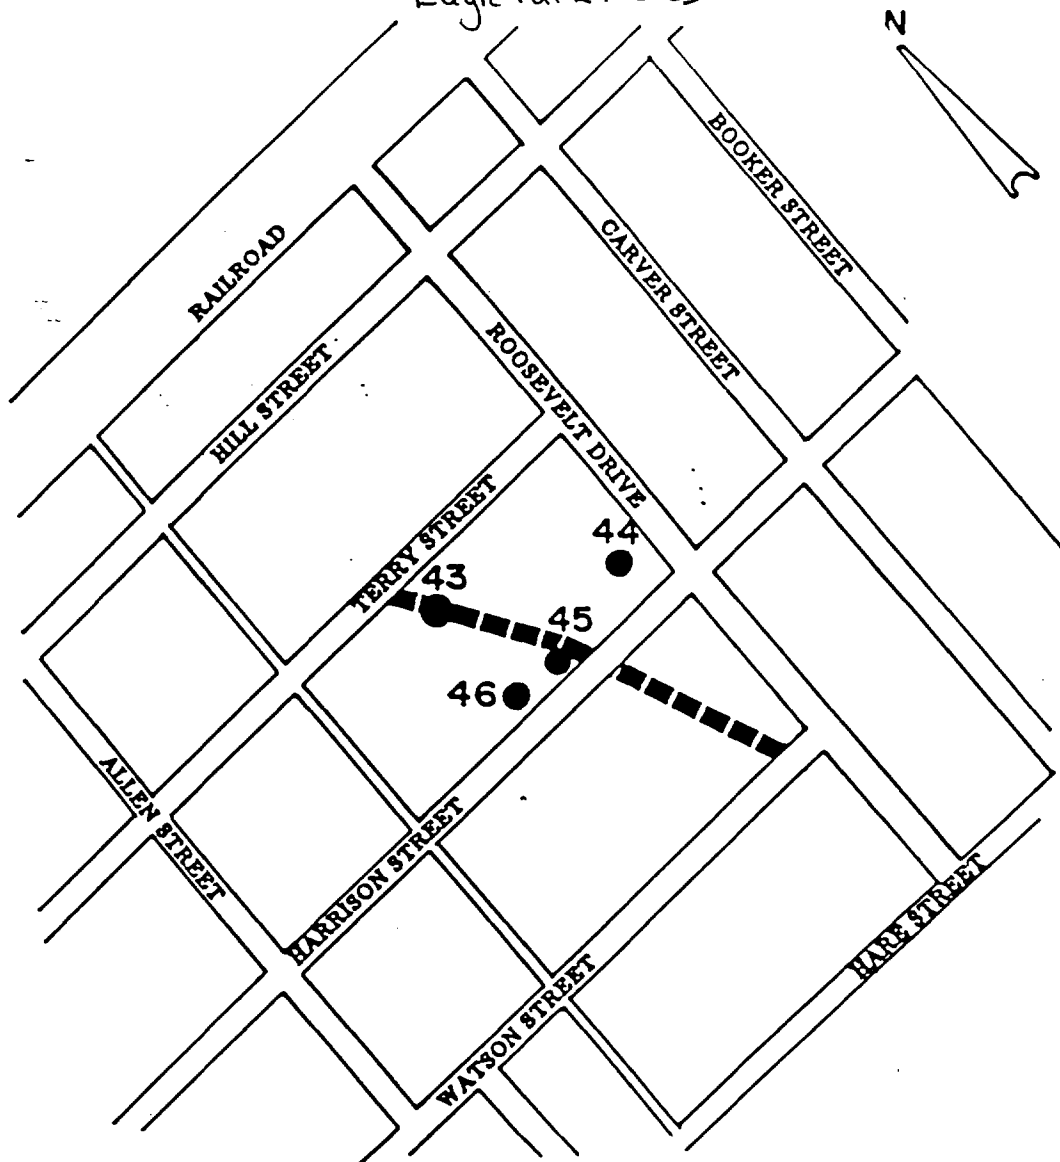 N
BOOKER STREET
CARVER STREET
RAILROAD
HILL STREET
ROOSEVELT DRIVE
TERRY STREET
44
43
45
46
ALLEN STREET
HARRISON STREET
WATSON STREET
HARE STREET